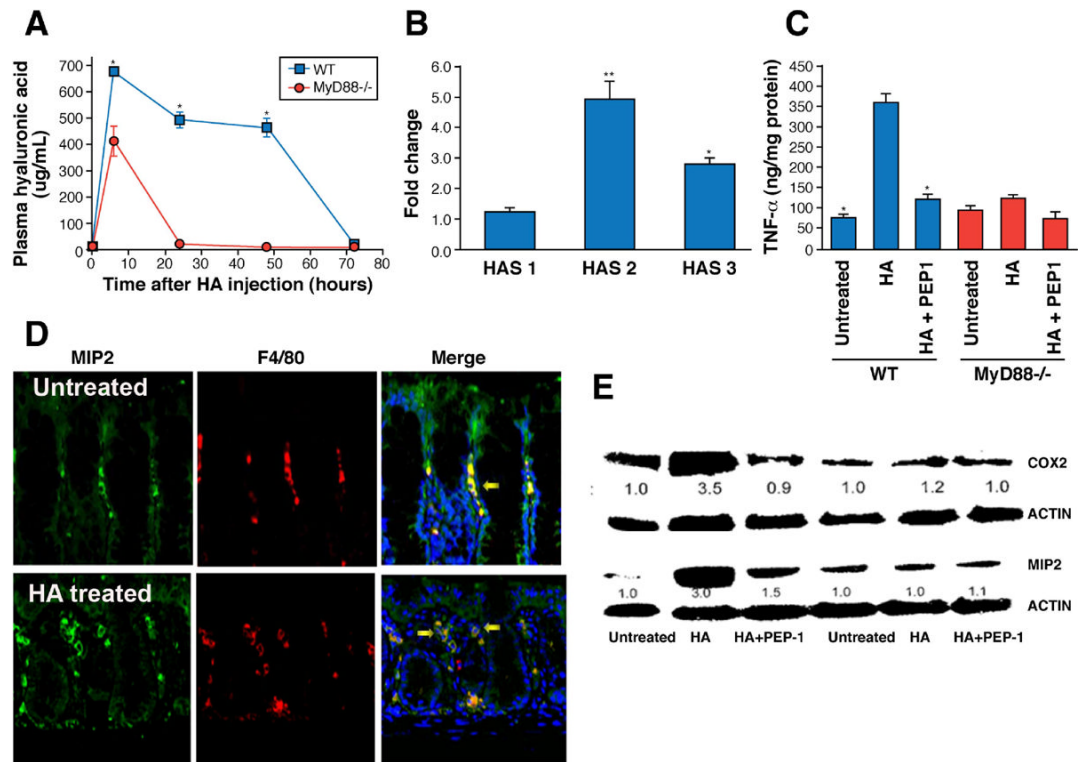 A
Plasma hyaluronic acid
(ug/mL)
700
600
500
400
300
200
100
0
0
10
20
30
40
50
60
70
80
Time after HA injection (hours)
WT
MyD88-/-
*
*
*
B
Fold change
6.0
5.0
4.0
3.0
2.0
1.0
0.0
**
*
HAS 1
HAS 2
HAS 3
C
TNF-α (ng/mg protein)
450
400
350
300
250
200
150
100
50
0
*
*
Untreated
HA
HA + PEP1
Untreated
HA
HA + PEP1
WT
MyD88-/-
D
MIP2
F4/80
Merge
Untreated
HA treated
E
COX2
1.0 3.5 0.9 1.0 1.2 1.0
ACTIN
MIP2
1.0 3.0 1.5 1.0 1.0 1.1
ACTIN
Untreated HA HA+PEP-1 Untreated HA HA+PEP-1